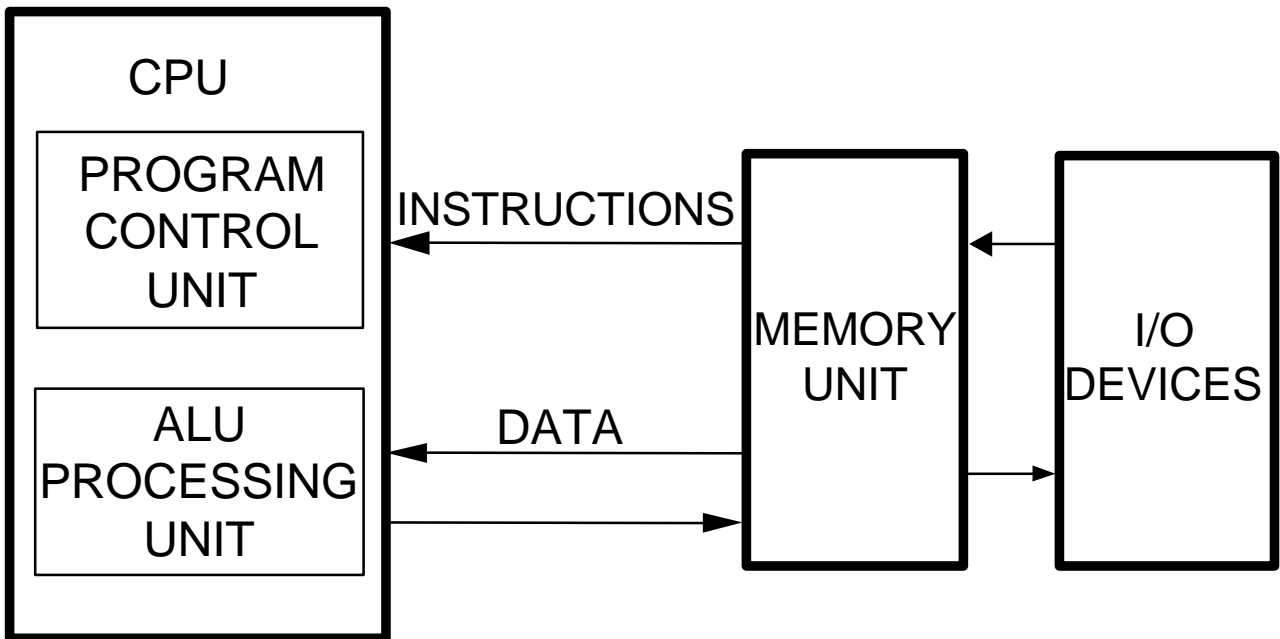 CPU
PROGRAM
CONTROL
UNIT
INSTRUCTIONS
ALU
PROCESSING
UNIT
DATA
MEMORY
UNIT
I/O
DEVICES